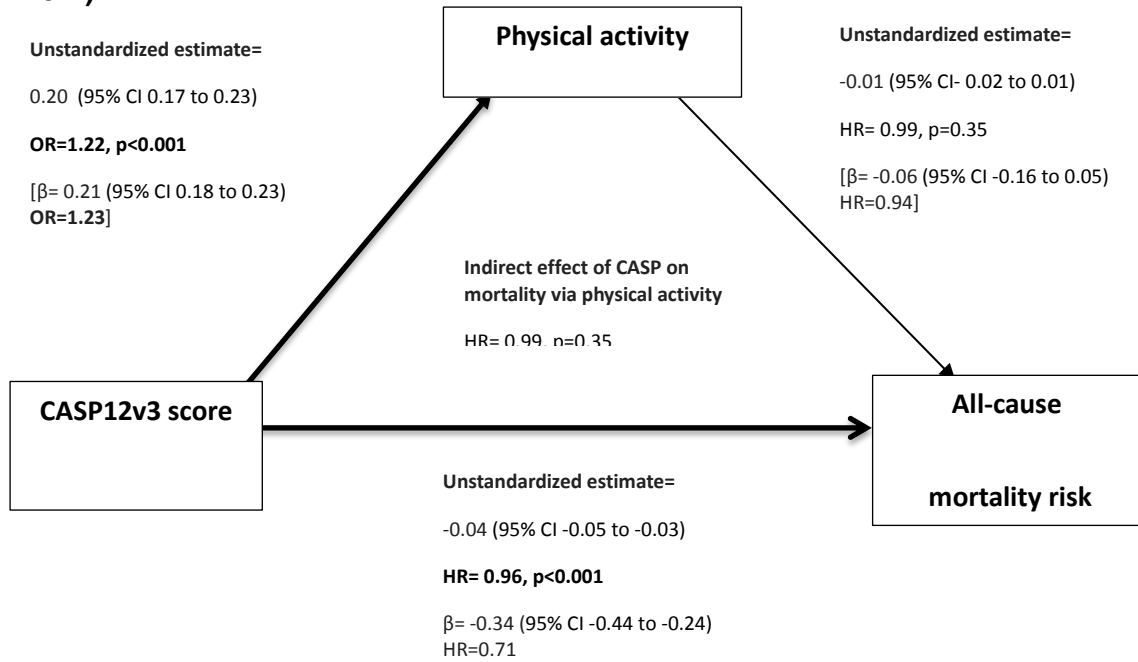 Unstandardized estimate=
0.20 (95% CI 0.17 to 0.23)
OR=1.22, p<0.001
[β= 0.21 (95% CI 0.18 to 0.23)
OR=1.23]
Physical activity
Unstandardized estimate=
-0.01 (95% CI- 0.02 to 0.01)
HR= 0.99, p=0.35
[β= -0.06 (95% CI -0.16 to 0.05)
HR=0.94]
Indirect effect of CASP on
mortality via physical activity
HR= 0.99, p=0.35
CASP12v3 score
All-cause
mortality risk
Unstandardized estimate=
-0.04 (95% CI -0.05 to -0.03)
HR= 0.96, p<0.001
β= -0.34 (95% CI -0.44 to -0.24)
HR=0.71